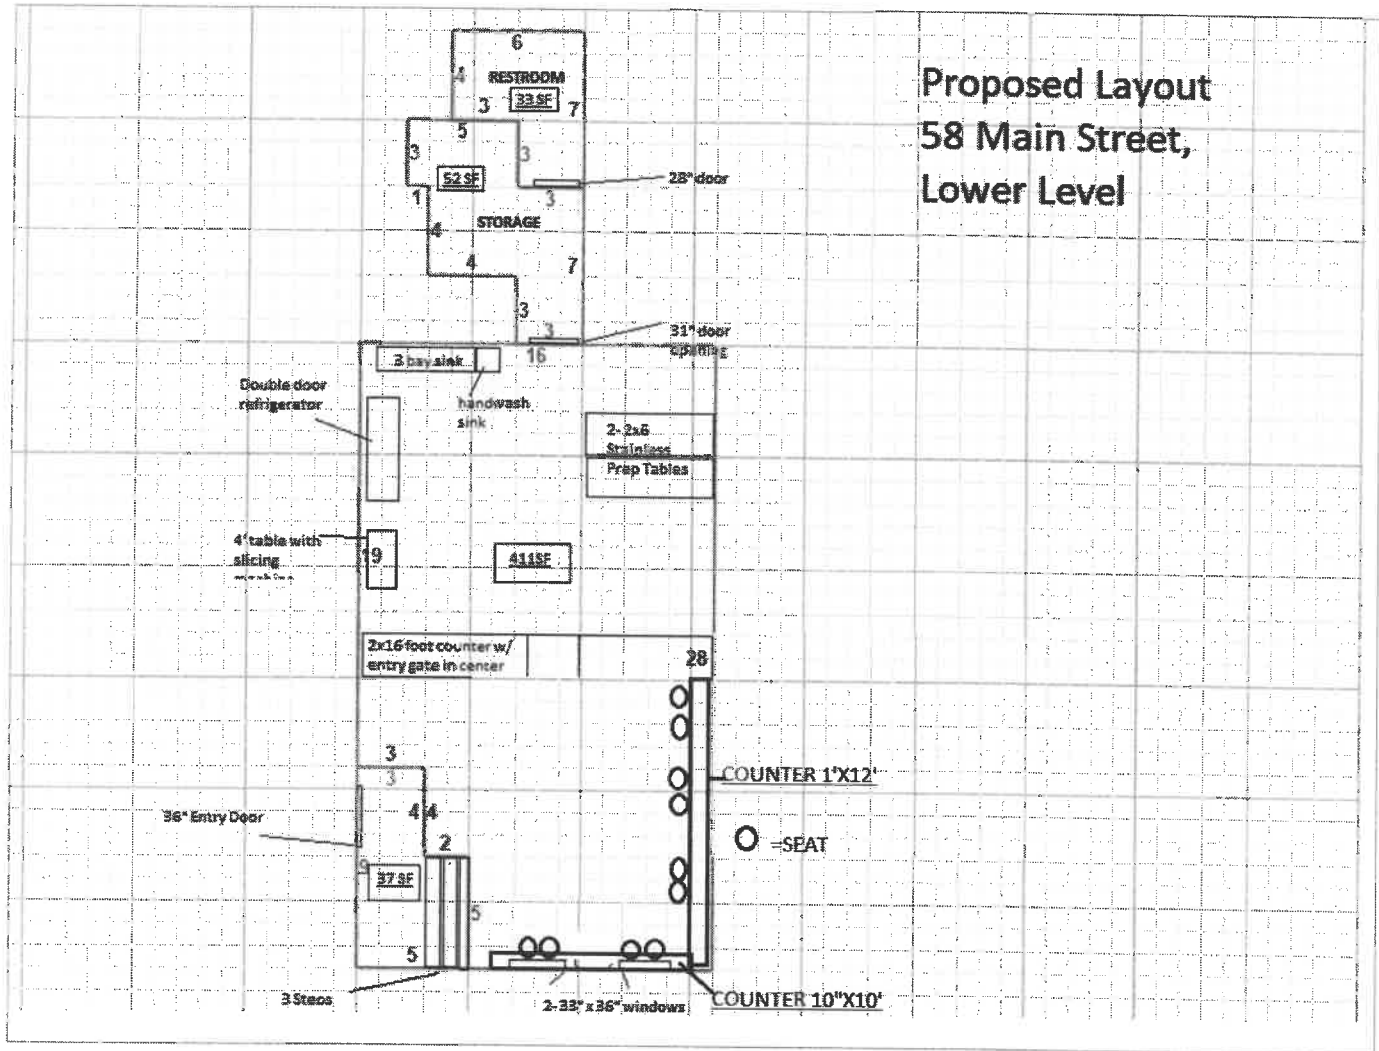 Proposed Layout
58 Main Street,
Lower Level
6
4
RESTROOM
33 SF
3
7
5
3
3
52 SF
28" door
1
3
STORAGE
4
4
7
3
3
31" door
opening
16
3 bay sink
handwash
sink
Double door
refrigerator
2- 2x6
Stainless
Prep Tables
4' table with
slicing
19
411SF
2x16 foot counter w/
entry gate in center
28
3
3
COUNTER 1'X12'
36" Entry Door
4
4
2
=SEAT
9
37 SF
5
5
3 Steps
2- 33" x 36" windows
COUNTER 10"X10'